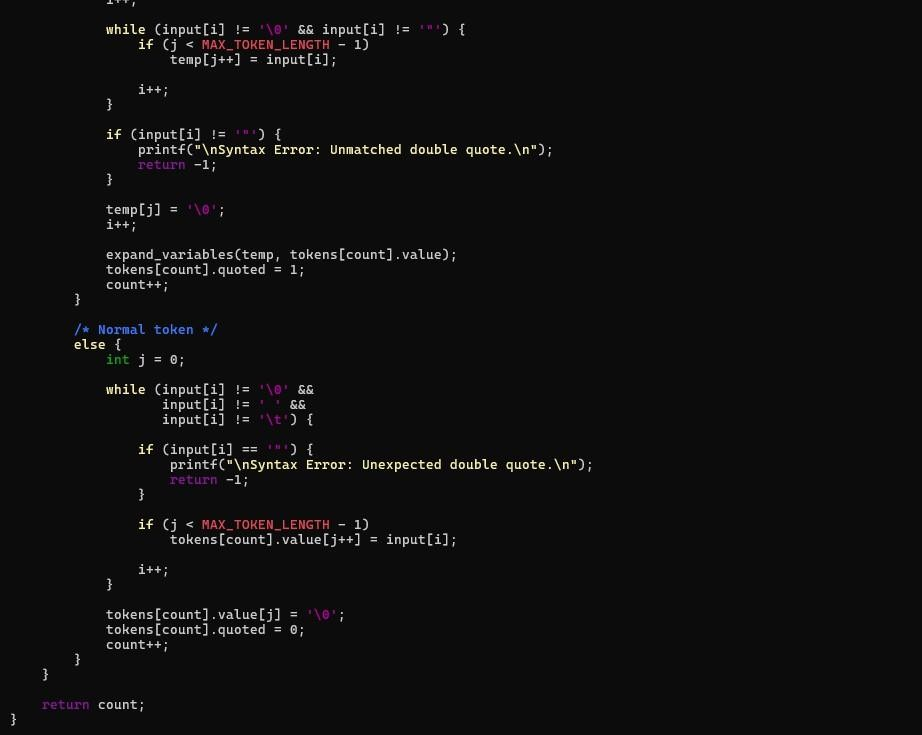 i++;
while (input[i] != '\0' && input[i] != '"') {
if (j < MAX_TOKEN_LENGTH - 1)
temp[j++] = input[i];
i++;
}
if (input[i] != '"') {
printf("\nSyntax Error: Unmatched double quote.\n");
return -1;
}
temp[j] = '\0';
i++;
expand_variables(temp, tokens[count].value);
tokens[count].quoted = 1;
count++;
}
/* Normal token */
else {
int j = 0;
while (input[i] != '\0' &&
input[i] != ' ' &&
input[i] != '\t') {
if (input[i] == '"') {
printf("\nSyntax Error: Unexpected double quote.\n");
return -1;
}
if (j < MAX_TOKEN_LENGTH - 1)
tokens[count].value[j++] = input[i];
i++;
}
tokens[count].value[j] = '\0';
tokens[count].quoted = 0;
count++;
}
}
return count;
}